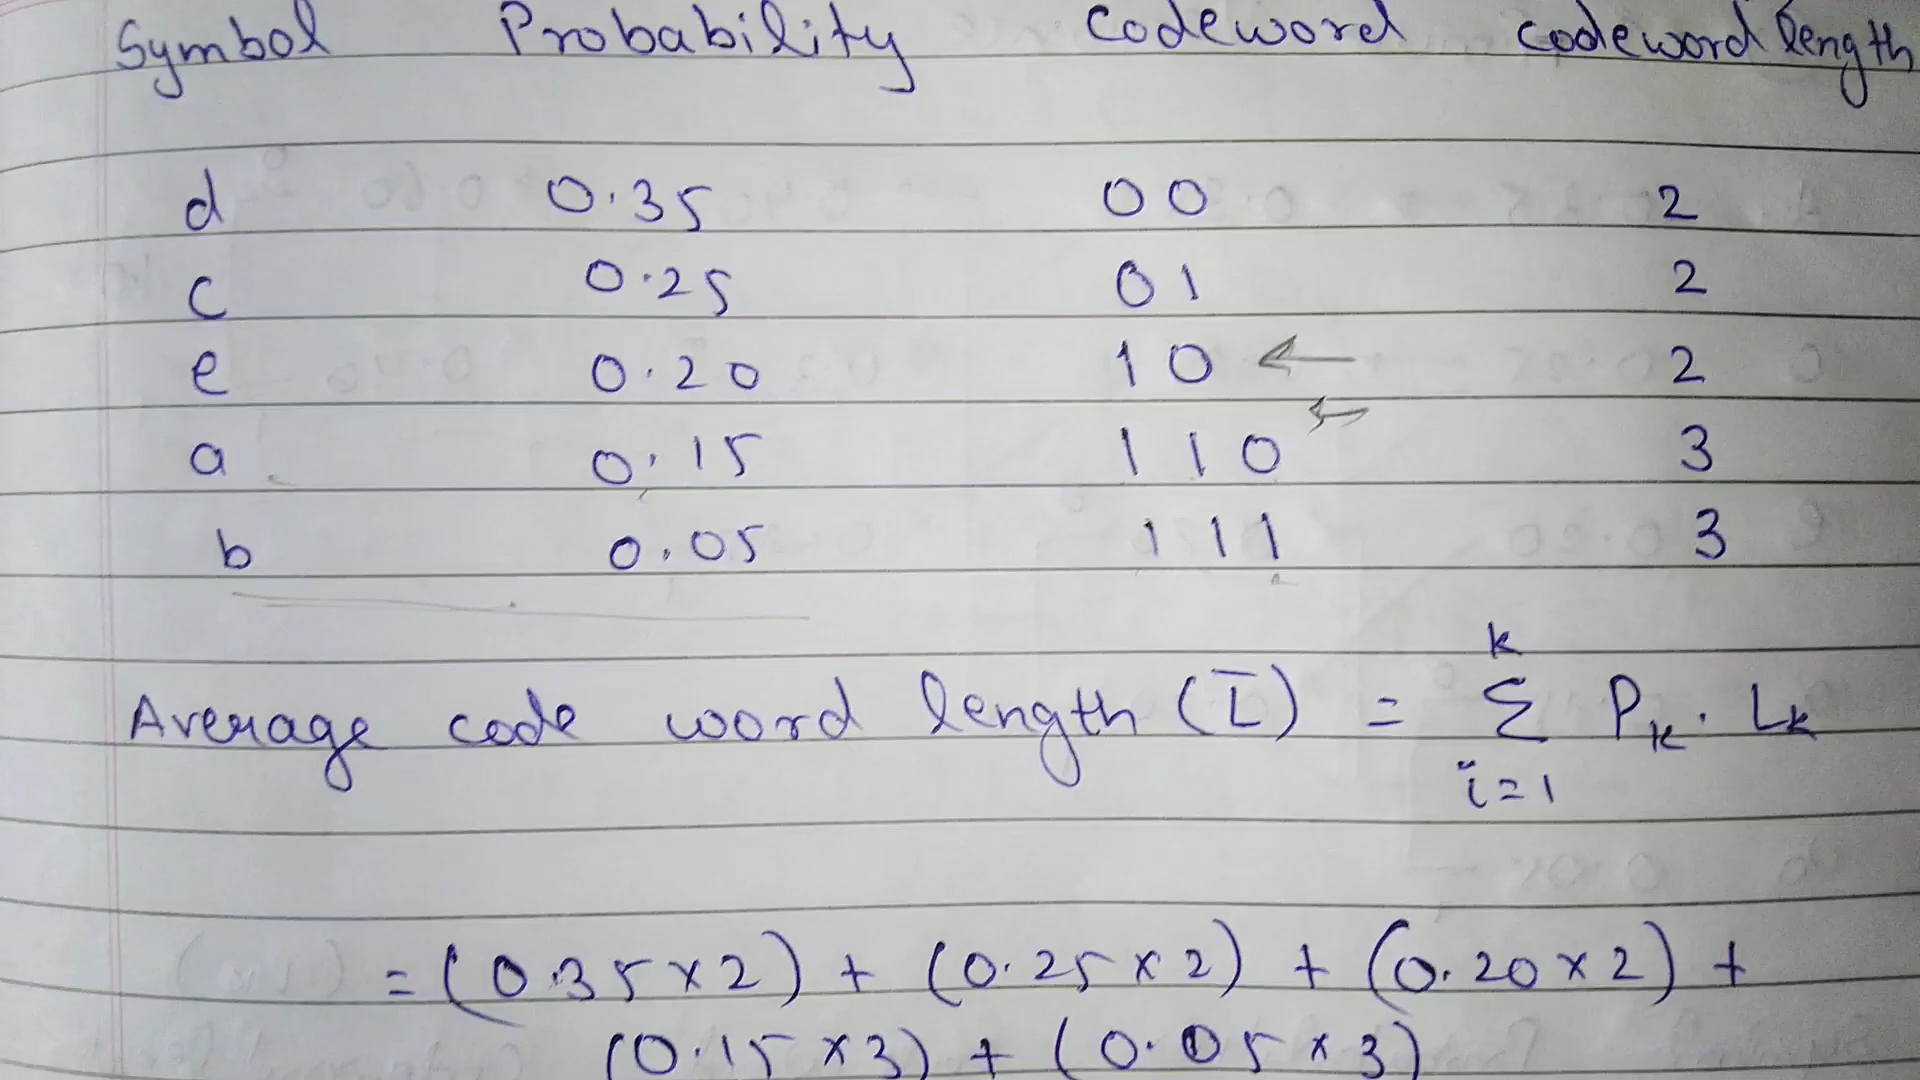 Symbol Probability Codeword Codeword length
d 0.35 00 2
c 0.25 01 2
e 0.20 10 ← 2
a 0.15 110 ← 3
b 0.05 111 3
Average code word length (L̅) = k Σ i=1 Pk . Lk
= (0.35 × 2) + (0.25 × 2) + (0.20 × 2) +
(0.15 × 3) + (0.05 × 3)